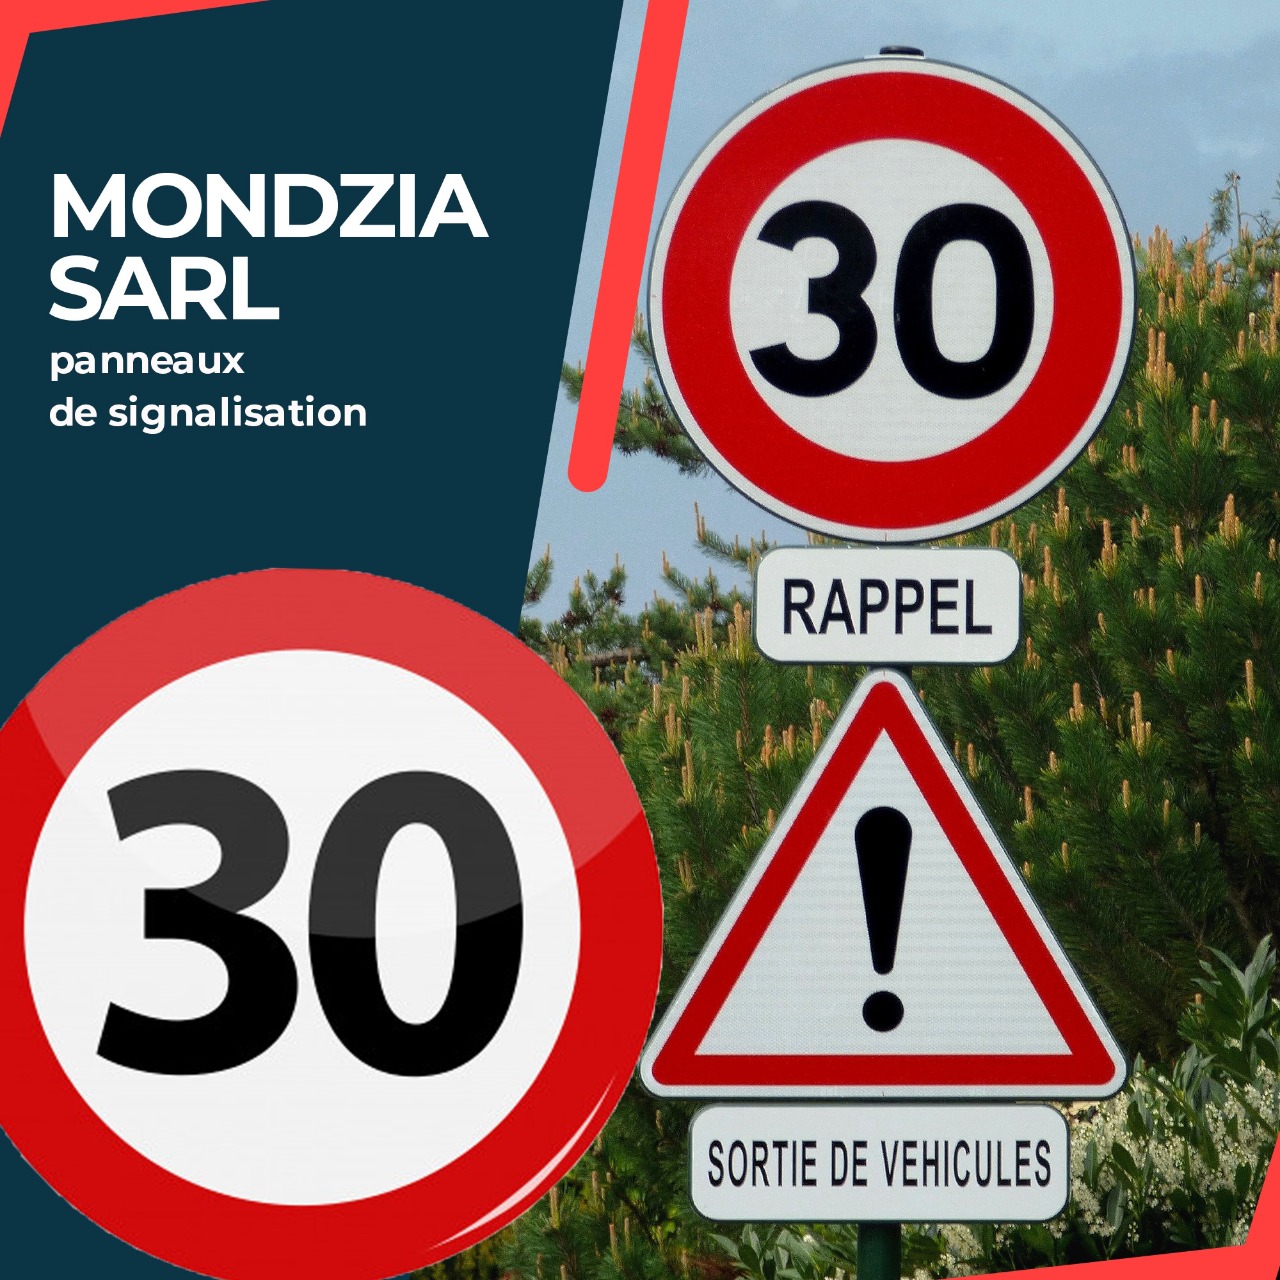 MONDZIA
SARL
panneaux
de signalisation
30
RAPPEL
30
SORTIE DE VEHICULES